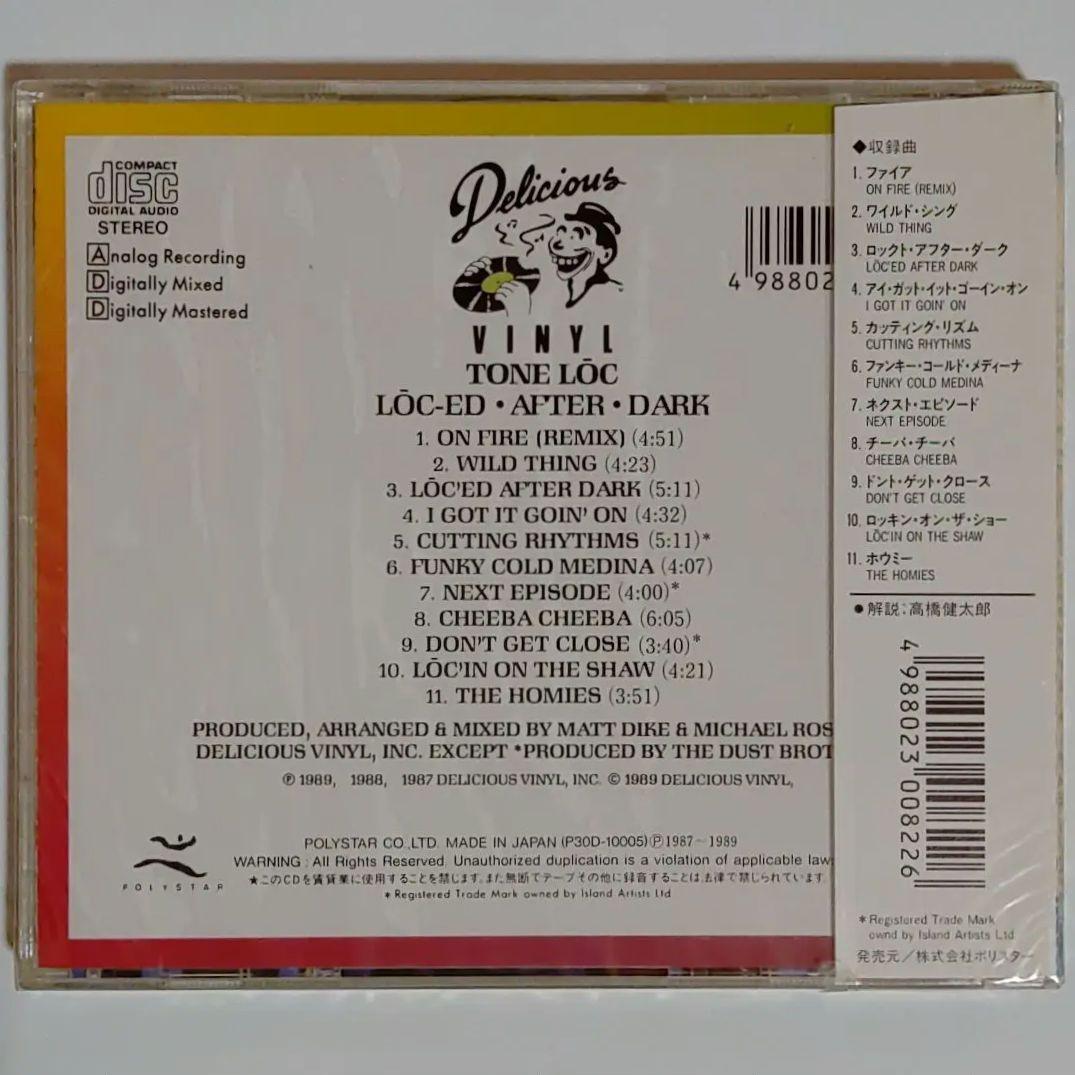 COMPACT
disc
DIGITAL AUDIO
STEREO
Analog Recording
Digitally Mixed
Digitally Mastered
Delicious
VINYL
4 98802
TONE LŌC
LŌC-ED • AFTER • DARK
1. ON FIRE (REMIX) (4:51)
2. WILD THING (4:23)
3. LŌC'ED AFTER DARK (5:11)
4. I GOT IT GOIN' ON (4:32)
5. CUTTING RHYTHMS (5:11)*
6. FUNKY COLD MEDINA (4:07)
7. NEXT EPISODE (4:00)*
8. CHEEBA CHEEBA (6:05)
9. DON'T GET CLOSE (3:40)*
10. LŌC'IN ON THE SHAW (4:21)
11. THE HOMIES (3:51)
PRODUCED, ARRANGED & MIXED BY MATT DIKE & MICHAEL ROS
DELICIOUS VINYL, INC. EXCEPT *PRODUCED BY THE DUST BROT
℗ 1989, 1988, 1987 DELICIOUS VINYL, INC. © 1989 DELICIOUS VINYL,
POLYSTAR
POLYSTAR CO.,LTD. MADE IN JAPAN (P30D-10005) ℗ 1987~1989
WARNING : All Rights Reserved. Unauthorized duplication is a violation of applicable law
★このCDを賃貸業に使用することを禁じます。また無断でテープその他に録音することは法律で禁じられています
* Registered Trade Mark owned by Island Artists Ltd
◆収録曲
1. ファイア
ON FIRE (REMIX)
2. ワイルド・シング
WILD THING
3. ロックト・アフター・ダーク
LŌC'ED AFTER DARK
4. アイ・ガット・イット・ゴーイン・オン
I GOT IT GOIN' ON
5. カッティング・リズム
CUTTING RHYTHMS
6. ファンキー・コールド・メディーナ
FUNKY COLD MEDINA
7. ネクスト・エピソード
NEXT EPISODE
8. チーバ・チーバ
CHEEBA CHEEBA
9. ドント・ゲット・クロース
DON'T GET CLOSE
10. ロッキン・オン・ザ・ショー
LŌC'IN ON THE SHAW
11. ホウミー
THE HOMIES
●解説：高橋健太郎
4 988023 008226
* Registered Trade Mark
ownd by Island Artists Ltd
発売元／株式会社ポリスター